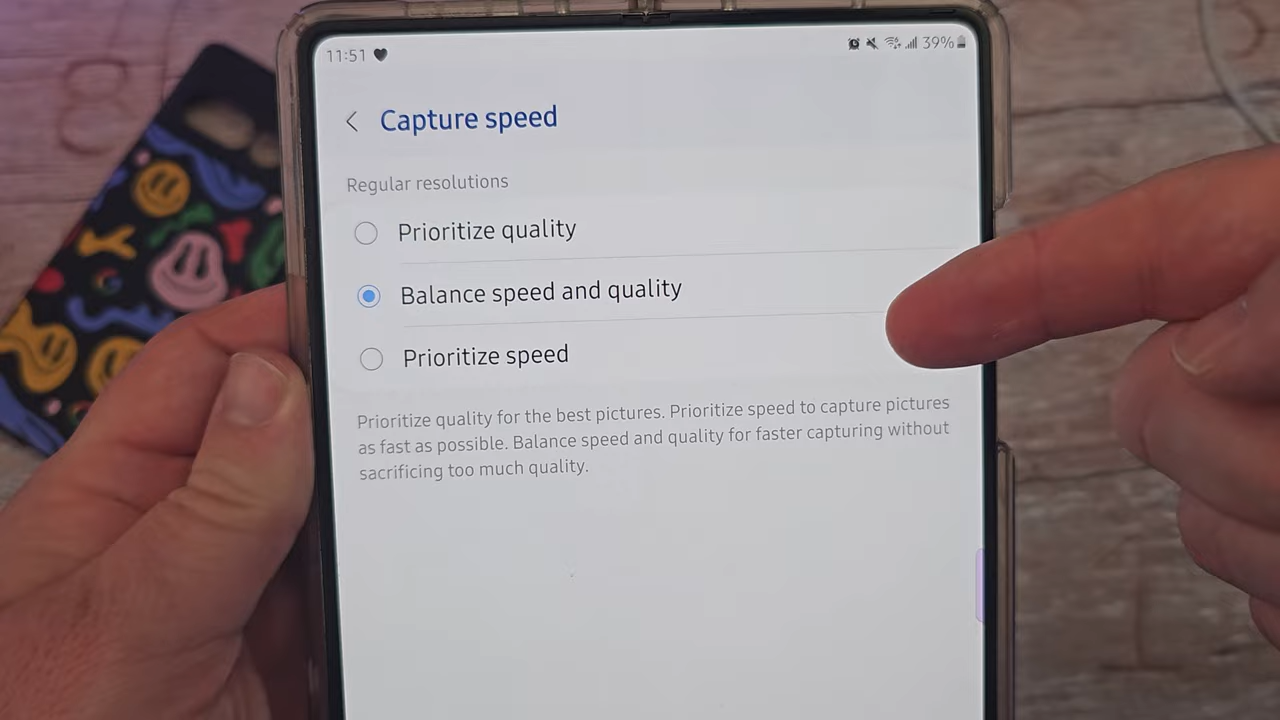 11:51 39%
Capture speed
Regular resolutions
Prioritize quality
Balance speed and quality
Prioritize speed
Prioritize quality for the best pictures. Prioritize speed to capture pictures
as fast as possible. Balance speed and quality for faster capturing without
sacrificing too much quality.